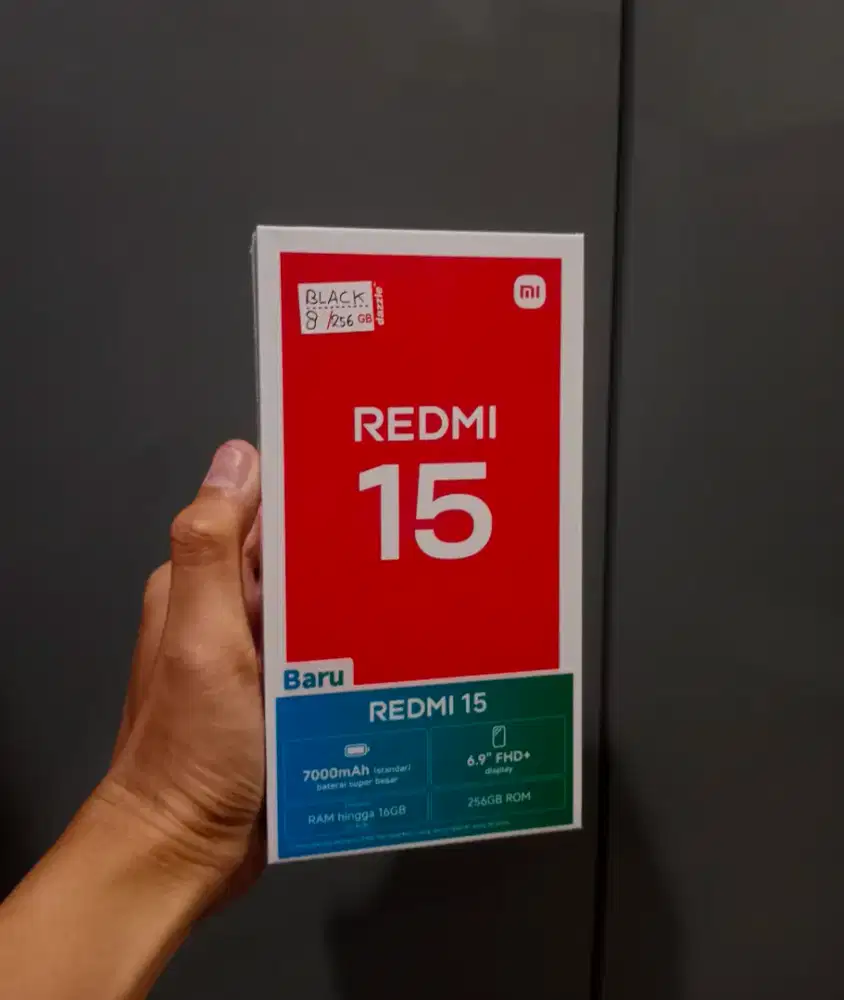 BLACK
8/256 GB
dazzle
mi
REDMI
15
Baru
REDMI 15
7000mAh (standar)
baterai super besar
6.9" FHD+
display
RAM hingga 16GB
256GB ROM